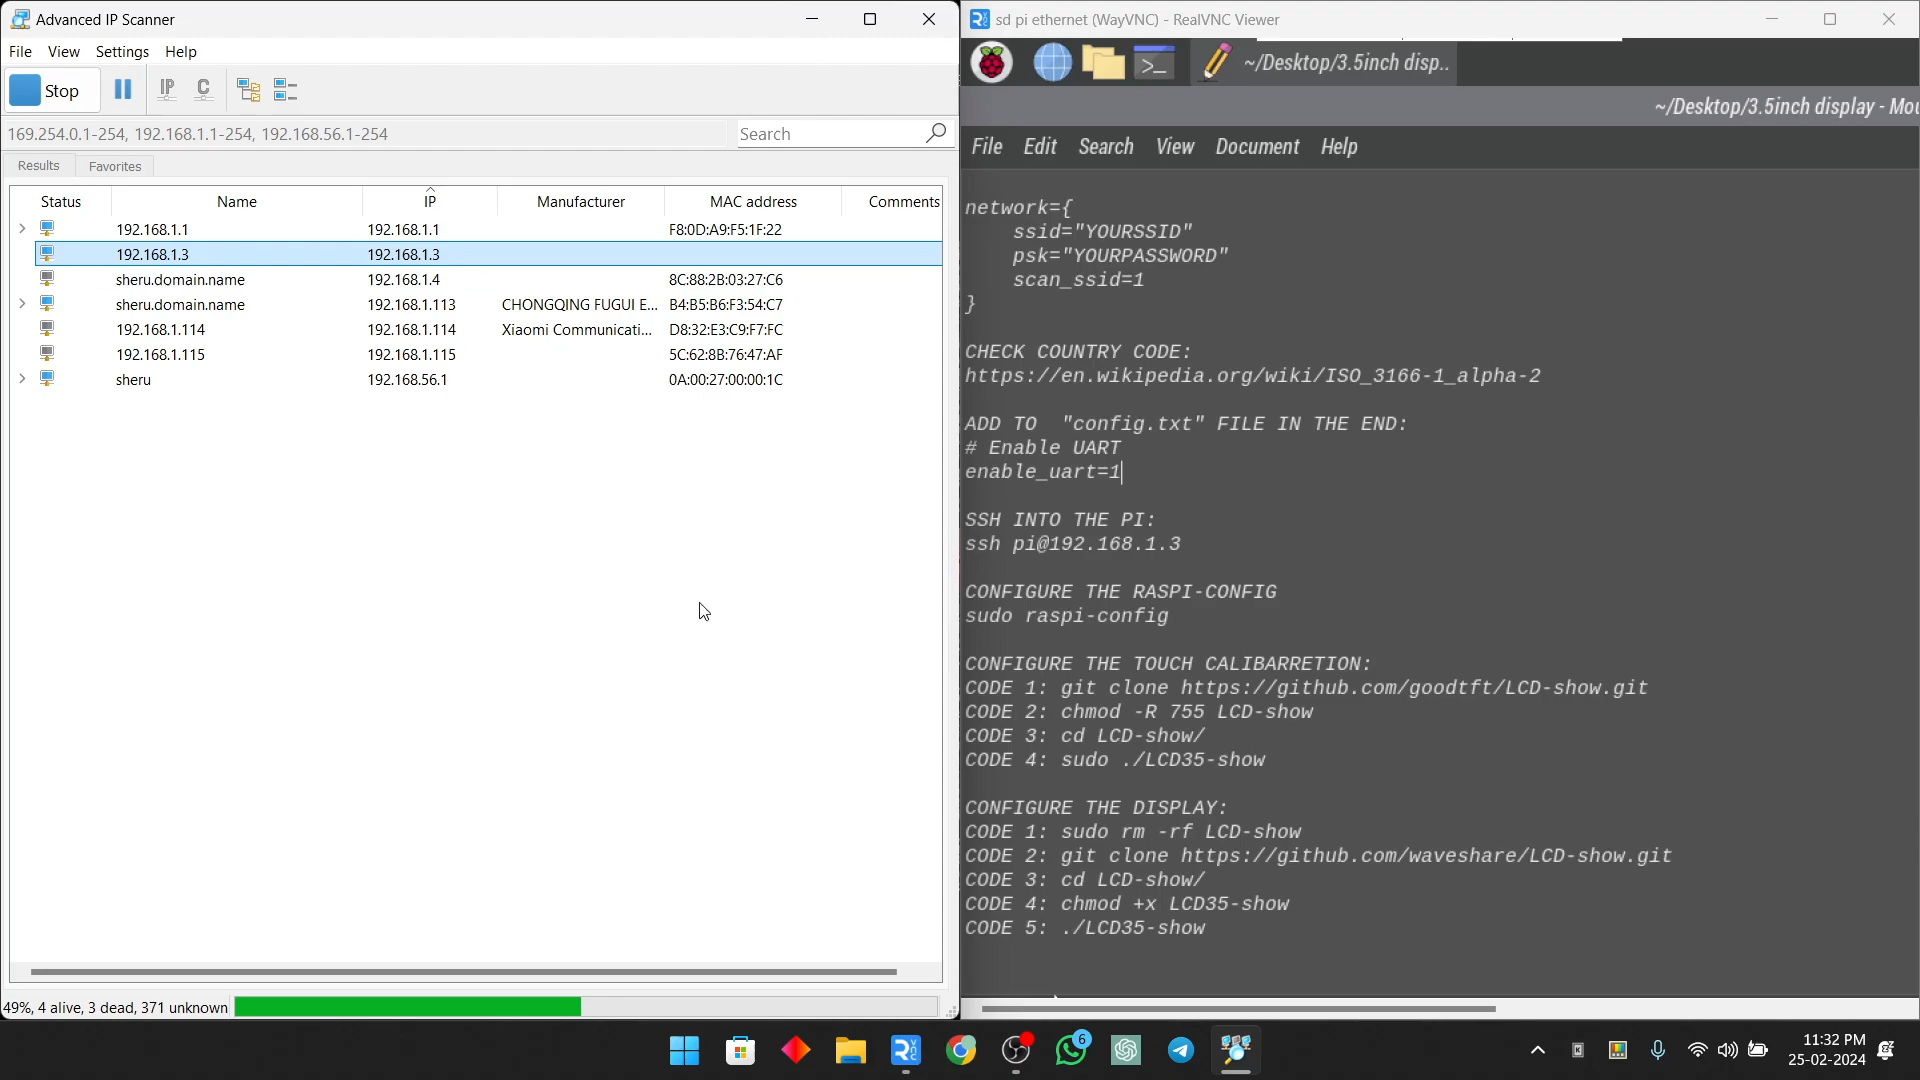 Advanced IP Scanner
File View Settings Help
Stop IP C
169.254.0.1-254, 192.168.1.1-254, 192.168.56.1-254
Search
Results Favorites
Status Name IP Manufacturer MAC address Comments
192.168.1.1 192.168.1.1 F8:0D:A9:F5:1F:22
192.168.1.3 192.168.1.3
sheru.domain.name 192.168.1.4 8C:88:2B:03:27:C6
sheru.domain.name 192.168.1.113 CHONGQING FUGUI E... B4:B5:B6:F3:54:C7
192.168.1.114 192.168.1.114 Xiaomi Communicati... D8:32:E3:C9:F7:FC
192.168.1.115 192.168.1.115 5C:62:8B:76:47:AF
sheru 192.168.56.1 0A:00:27:00:00:1C
49%, 4 alive, 3 dead, 371 unknown
sd pi ethernet (WayVNC) - RealVNC Viewer
~/Desktop/3.5inch disp..
~/Desktop/3.5inch display - Mou
File Edit Search View Document Help
network={
ssid="YOURSSID"
psk="YOURPASSWORD"
scan_ssid=1
}
CHECK COUNTRY CODE:
https://en.wikipedia.org/wiki/ISO_3166-1_alpha-2
ADD TO "config.txt" FILE IN THE END:
# Enable UART
enable_uart=1
SSH INTO THE PI:
ssh pi@192.168.1.3
CONFIGURE THE RASPI-CONFIG
sudo raspi-config
CONFIGURE THE TOUCH CALIBARRETION:
CODE 1: git clone https://github.com/goodtft/LCD-show.git
CODE 2: chmod -R 755 LCD-show
CODE 3: cd LCD-show/
CODE 4: sudo ./LCD35-show
CONFIGURE THE DISPLAY:
CODE 1: sudo rm -rf LCD-show
CODE 2: git clone https://github.com/waveshare/LCD-show.git
CODE 3: cd LCD-show/
CODE 4: chmod +x LCD35-show
CODE 5: ./LCD35-show
6
11:32 PM
25-02-2024